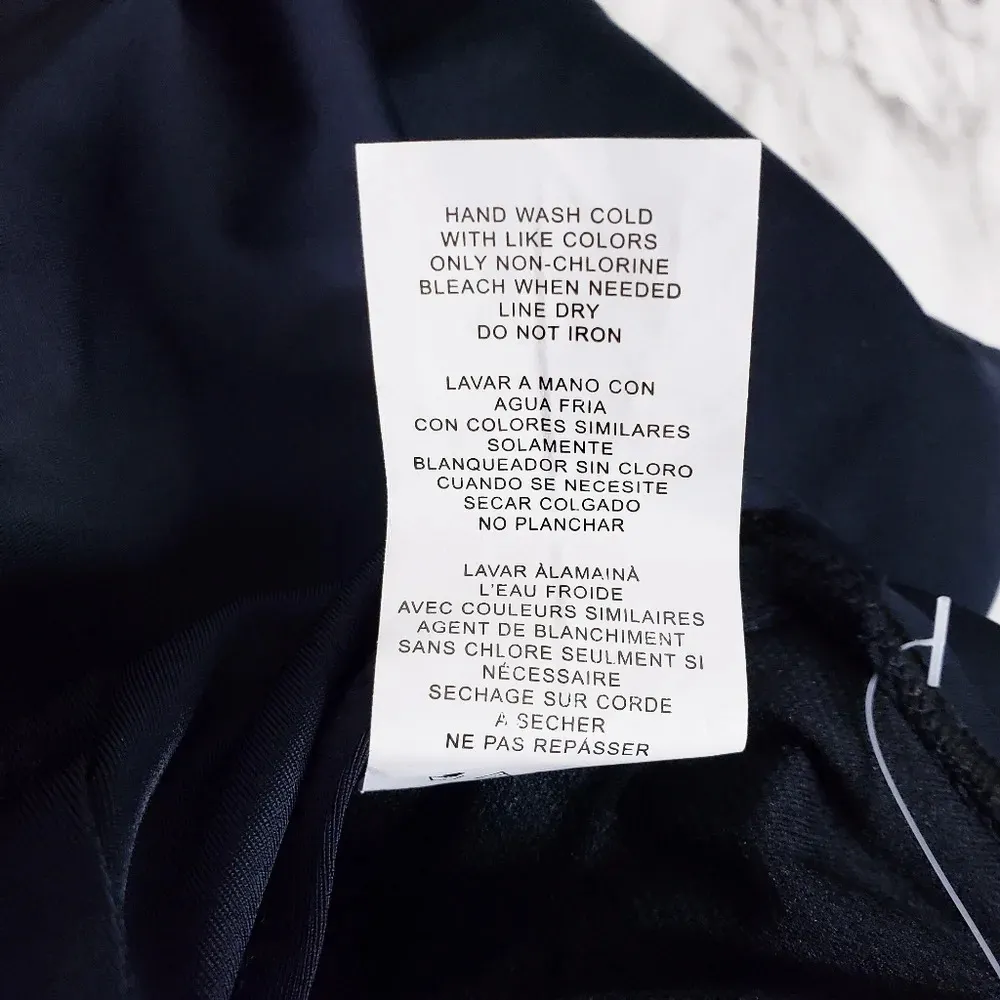 HAND WASH COLD
WITH LIKE COLORS
ONLY NON-CHLORINE
BLEACH WHEN NEEDED
LINE DRY
DO NOT IRON
LAVAR A MANO CON
AGUA FRIA
CON COLORES SIMILARES
SOLAMENTE
BLANQUEADOR SIN CLORO
CUANDO SE NECESITE
SECAR COLGADO
NO PLANCHAR
LAVAR ÀLAMAINÀ
L'EAU FROIDE
AVEC COULEURS SIMILAIRES
AGENT DE BLANCHIMENT
SANS CHLORE SEULMENT SI
NÉCESSAIRE
SECHAGE SUR CORDE
A SECHER
NE PAS REPÁSSER